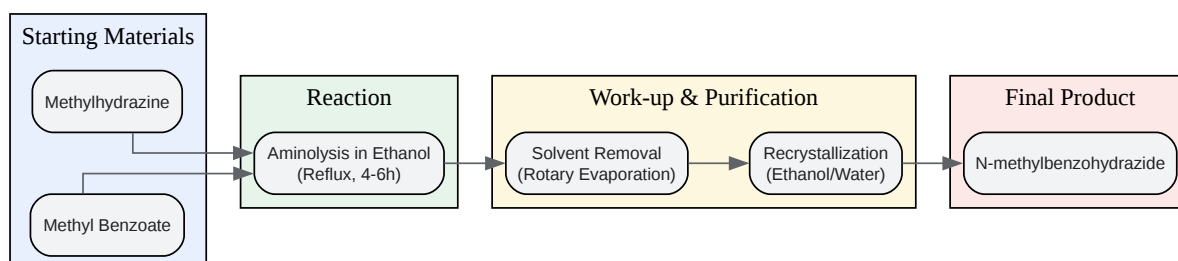 Starting Materials
Methylhydrazine
Methyl Benzoate
Reaction
Aminolysis in Ethanol
(Reflux, 4-6h)
Work-up & Purification
Solvent Removal
(Rotary Evaporation)
Recrystallization
(Ethanol/Water)
Final Product
N-methylbenzohydrazide